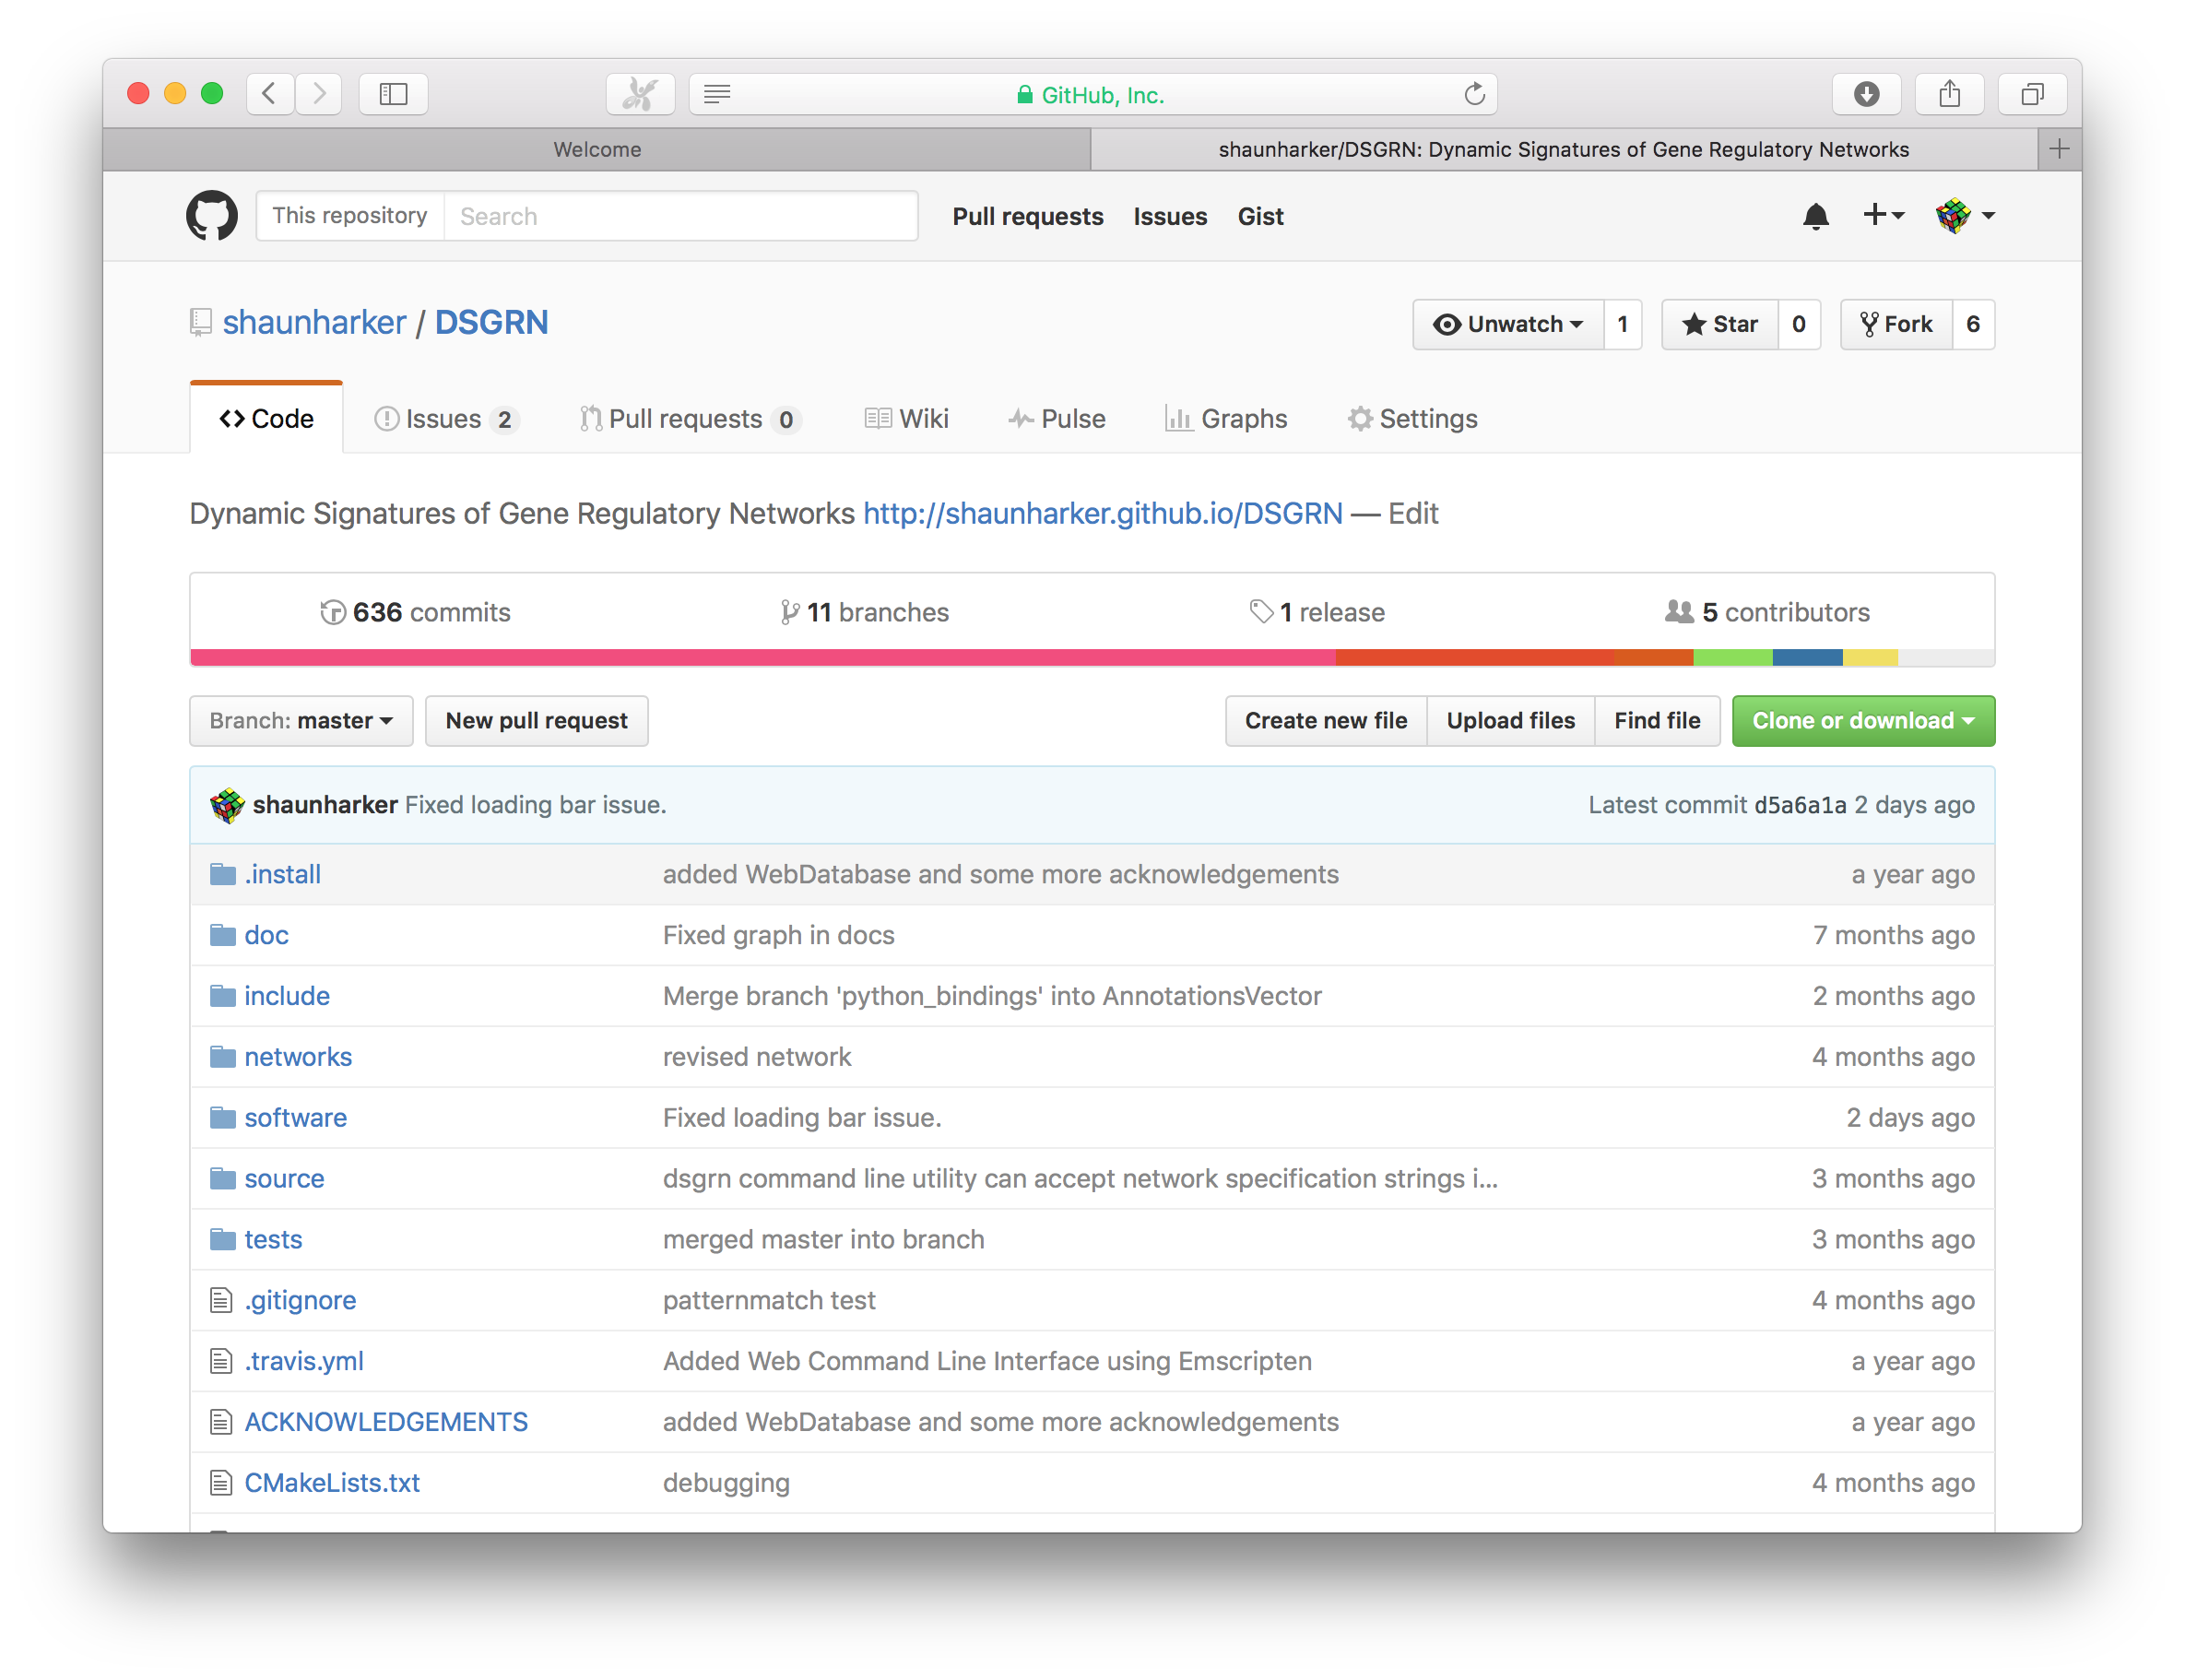 GitHub, Inc.
Welcome
shaunharker/DSGRN: Dynamic Signatures of Gene Regulatory Networks
This repository Search Pull requests Issues Gist
shaunharker / DSGRN Unwatch 1 Star 0 Fork 6
Code Issues 2 Pull requests 0 Wiki Pulse Graphs Settings
Dynamic Signatures of Gene Regulatory Networks http://shaunharker.github.io/DSGRN — Edit
636 commits 11 branches 1 release 5 contributors
Branch: master New pull request Create new file Upload files Find file Clone or download
shaunharker Fixed loading bar issue. Latest commit d5a6a1a 2 days ago
.install added WebDatabase and some more acknowledgements a year ago
doc Fixed graph in docs 7 months ago
include Merge branch 'python_bindings' into AnnotationsVector 2 months ago
networks revised network 4 months ago
software Fixed loading bar issue. 2 days ago
source dsgrn command line utility can accept network specification strings i... 3 months ago
tests merged master into branch 3 months ago
.gitignore patternmatch test 4 months ago
.travis.yml Added Web Command Line Interface using Emscripten a year ago
ACKNOWLEDGEMENTS added WebDatabase and some more acknowledgements a year ago
CMakeLists.txt debugging 4 months ago